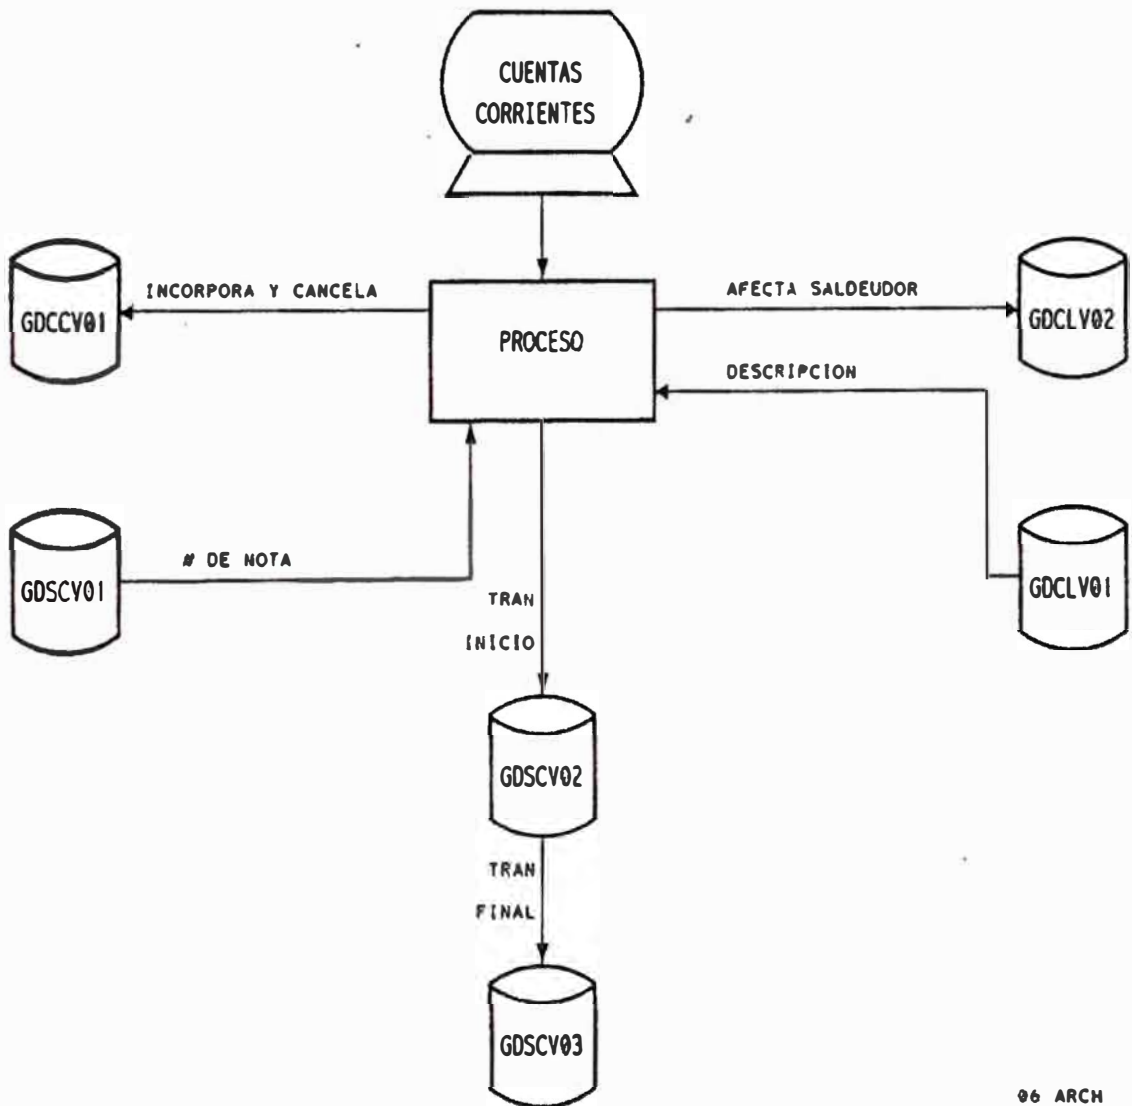 CUENTAS
CORRIENTES
INCORPORA Y CANCELA
AFECTA SALDEUDOR
GDCCV01
PROCESO
GDCLV02
DESCRIPCION
# DE NOTA
GDSCV01
GDCLV01
TRAN
INICIO
GDSCV02
TRAN
FINAL
GDSCV03
06 ARCH